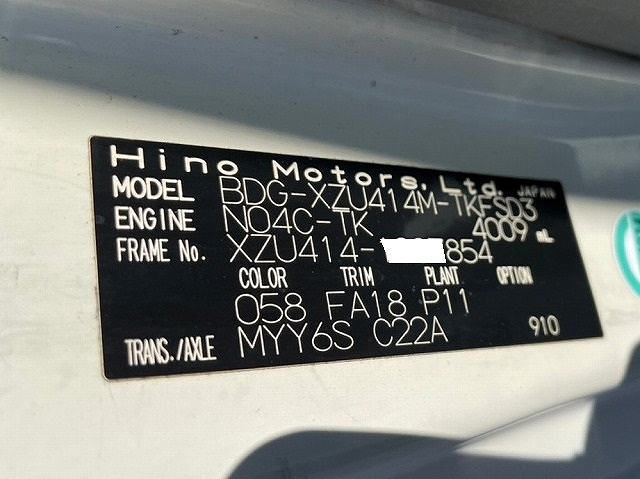 Hino Motors, Ltd. JAPAN
MODEL BDG-XZU414M-TKFSD3
ENGINE N04C-TK 4009 mL
FRAME No. XZU414- 854
COLOR TRIM PLANT OPTION
058 FA18 P11
TRANS./AXLE MYY6S C22A 910